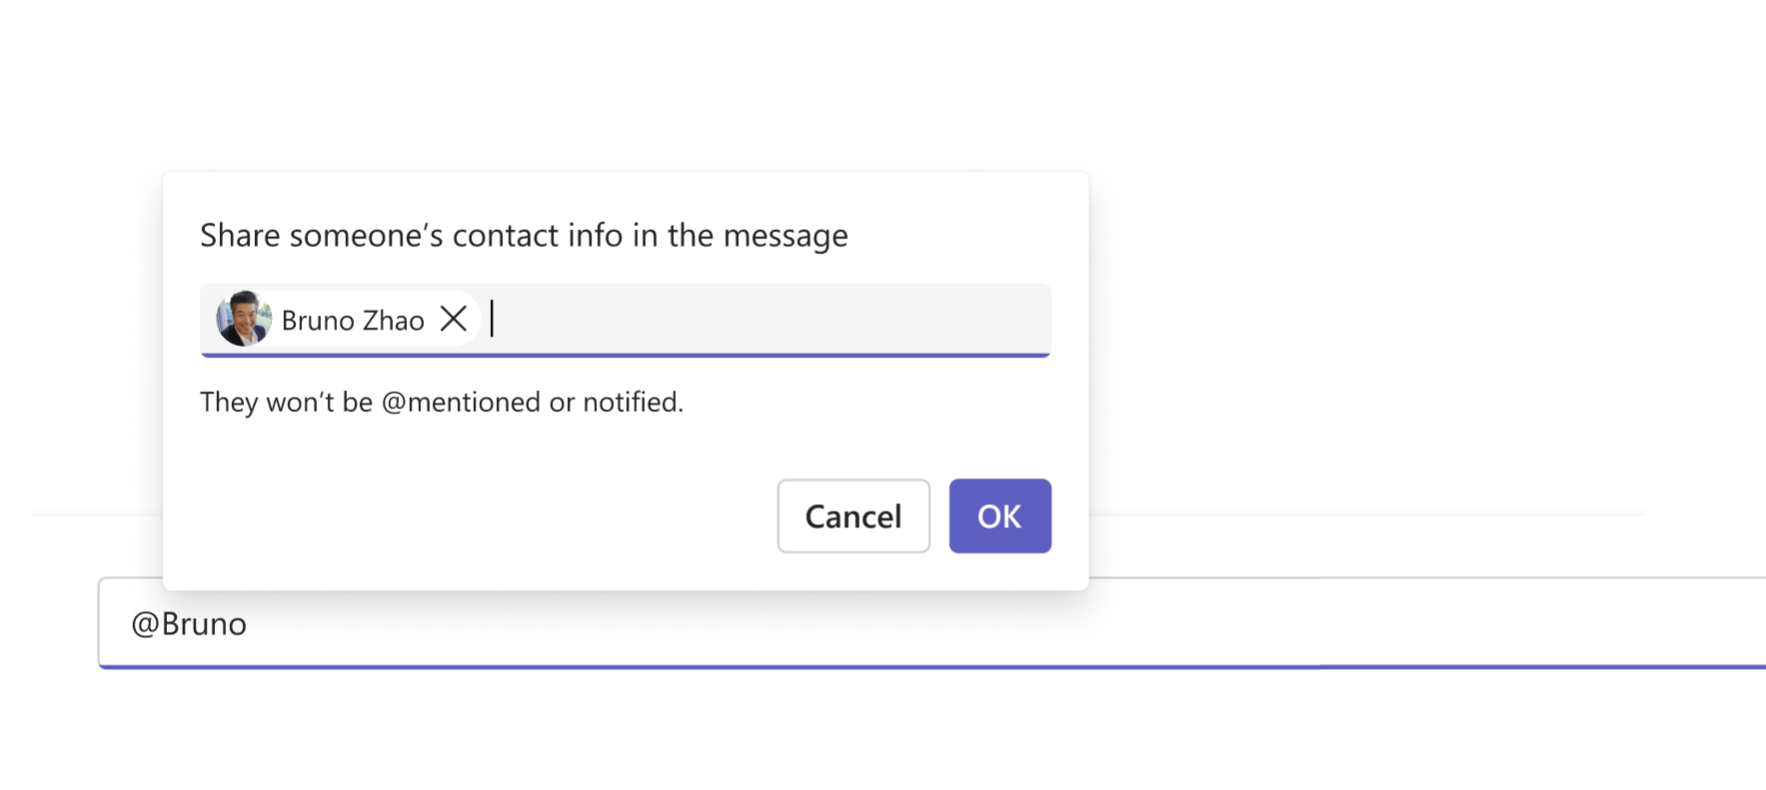 Share someone’s contact info in the message
Bruno Zhao
They won’t be @mentioned or notified.
Cancel OK
@Bruno